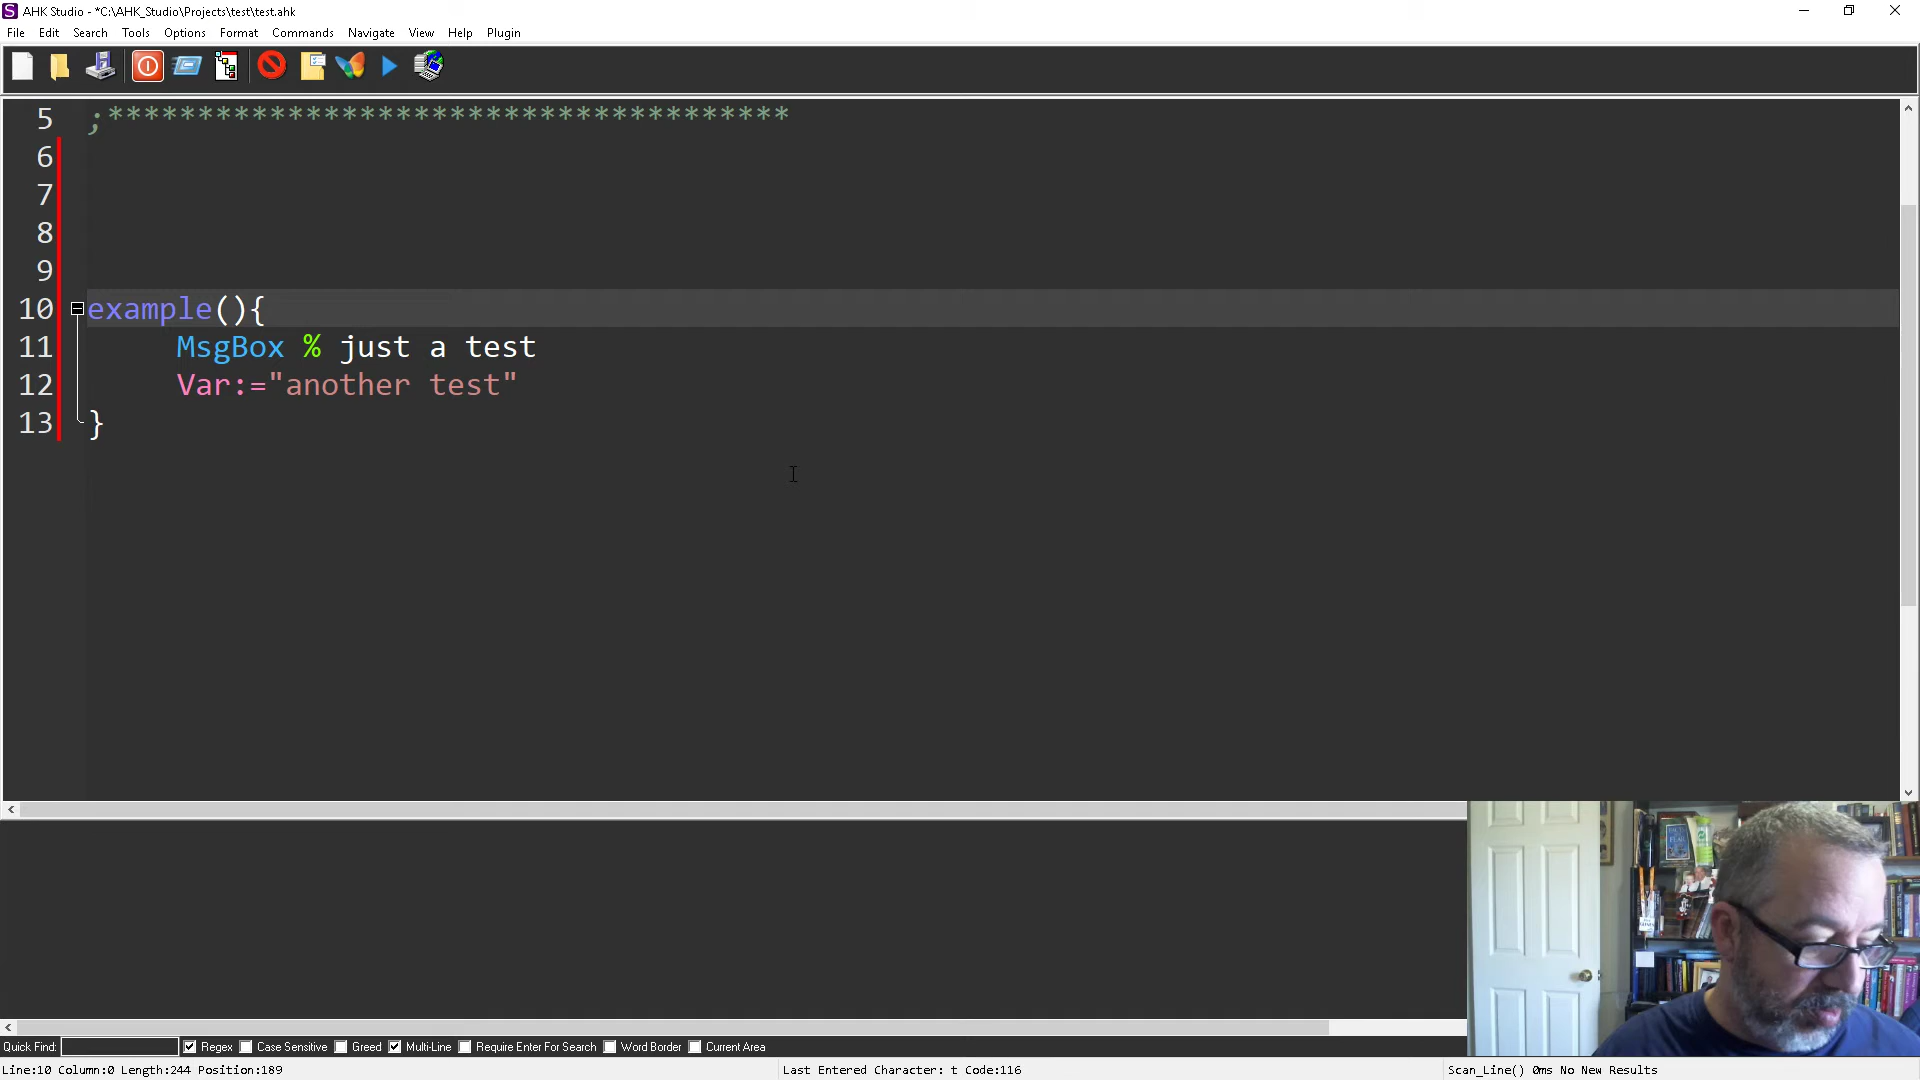 AHK Studio - *C:\AHK_Studio\Projects\test\test.ahk
File Edit Search Tools Options Format Commands Navigate View Help Plugin
5 ;**************************************
6
7
8
9
10 example(){
11 MsgBox % just a test
12 Var:="another test"
13 }
Quick Find: Regex Case Sensitive Greed Multi-Line Require Enter For Search Word Border Current Area
Line:10 Column:0 Length:244 Position:189 Last Entered Character: t Code:116 Scan_Line() 0ms No New Results